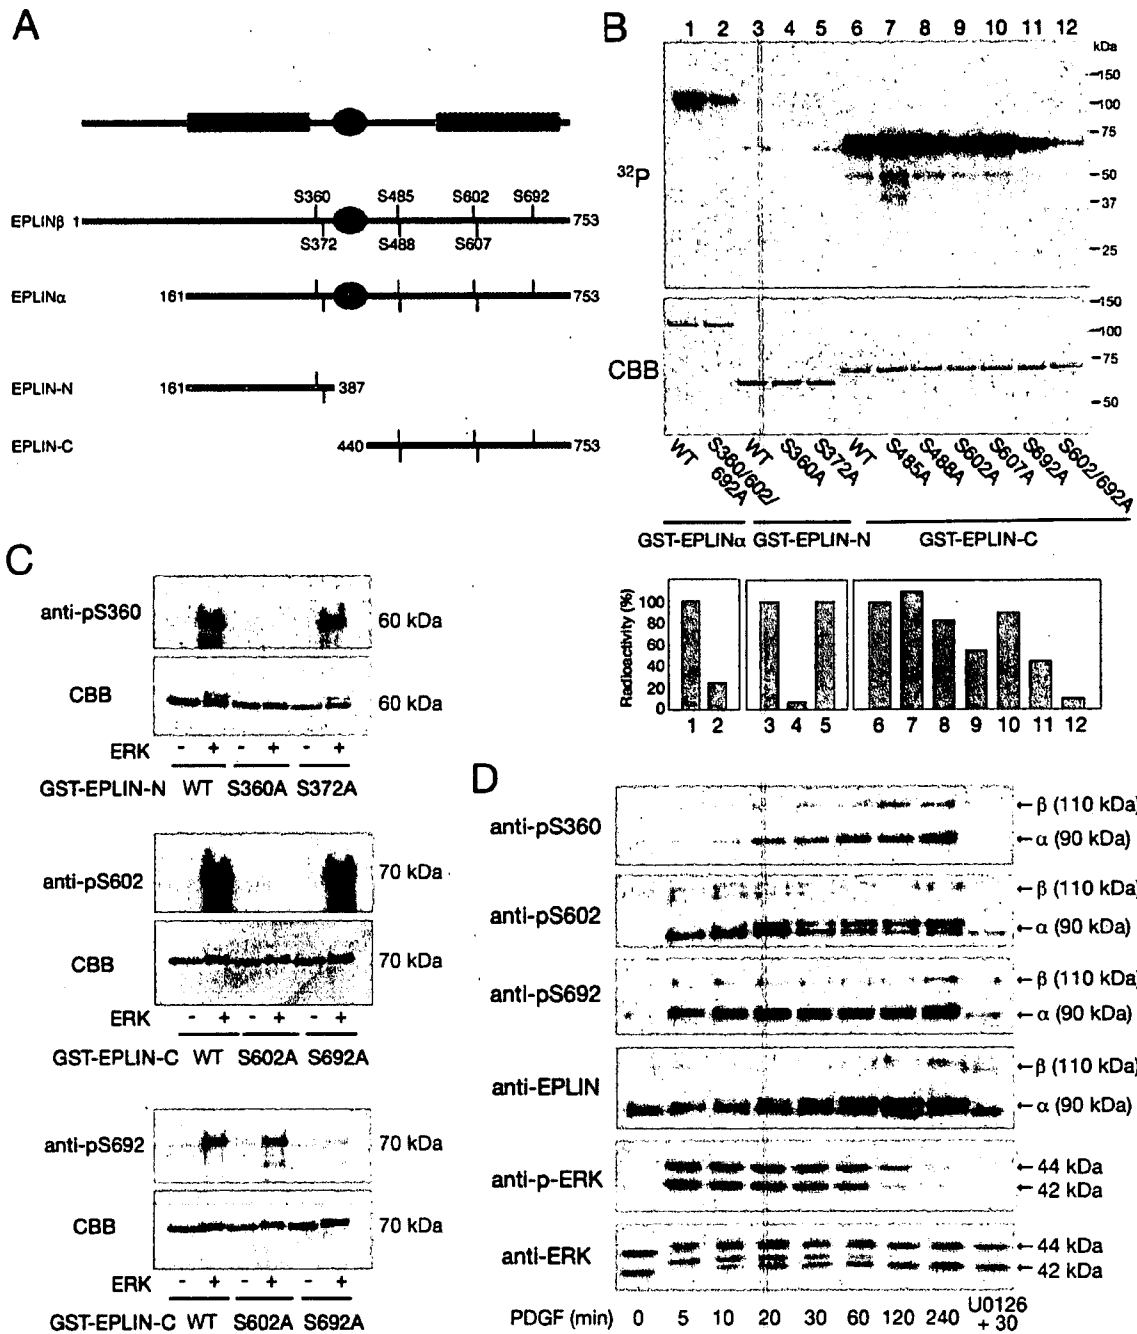 A
EPLINβ 1 S360 S485 S602 S692 753
S372 S488 S607
EPLINα 161 753
EPLIN-N 161 387
EPLIN-C 440 753
B
1 2 3 4 5 6 7 8 9 10 11 12
kDa
32P
150
100
75
50
37
25
CBB
150
100
75
50
WT S360/602/692A WT S360A S372A WT S485A S488A S602A S607A S692A S602/692A
GST-EPLINα GST-EPLIN-N GST-EPLIN-C
Radioactivity (%)
100
80
60
40
20
0
1 2 3 4 5 6 7 8 9 10 11 12
C
anti-pS360 60 kDa
CBB 60 kDa
ERK - + - + - +
GST-EPLIN-N WT S360A S372A
anti-pS602 70 kDa
CBB 70 kDa
ERK - + - + - +
GST-EPLIN-C WT S602A S692A
anti-pS692 70 kDa
CBB 70 kDa
ERK - + - + - +
GST-EPLIN-C WT S602A S692A
D
anti-pS360 ←β (110 kDa)
←α (90 kDa)
anti-pS602 ←β (110 kDa)
←α (90 kDa)
anti-pS692 ←β (110 kDa)
←α (90 kDa)
anti-EPLIN ←β (110 kDa)
←α (90 kDa)
anti-p-ERK ←44 kDa
←42 kDa
anti-ERK ←44 kDa
←42 kDa
PDGF (min) 0 5 10 20 30 60 120 240 U0126 + 30